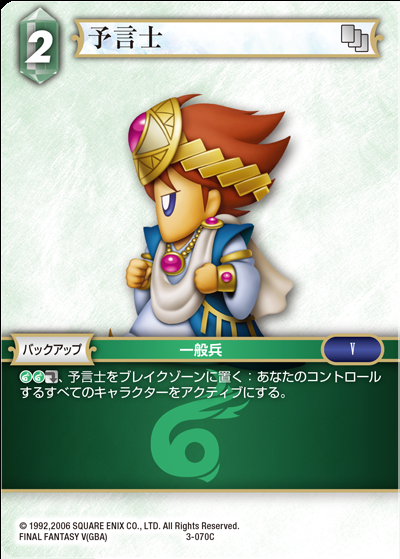 2
予言士
バックアップ
一般兵
V
、予言士をブレイクゾーンに置く：あなたのコントロール
するすべてのキャラクターをアクティブにする。
© 1992,2006 SQUARE ENIX CO., LTD. All Rights Reserved.
FINAL FANTASY V(GBA)
3-070C